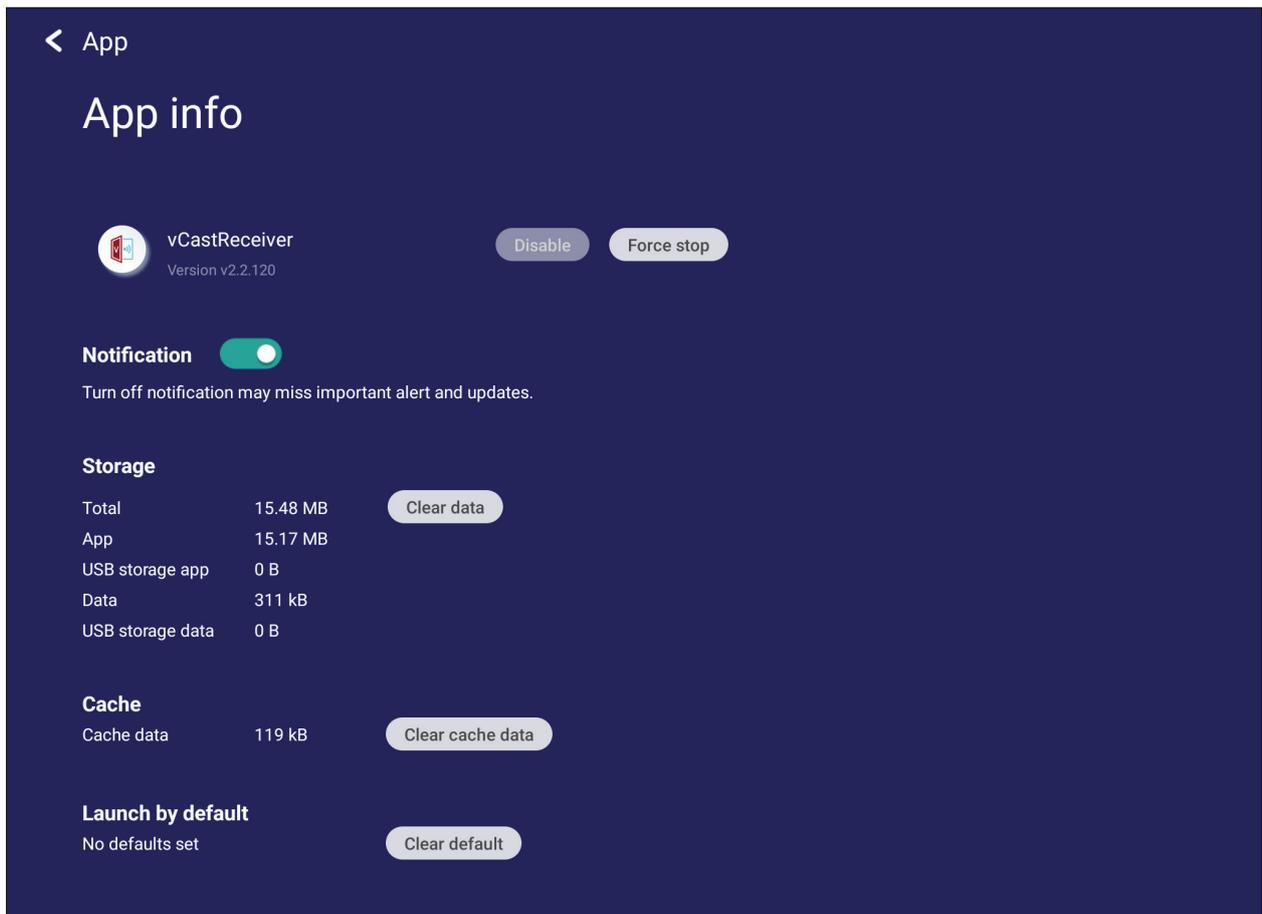 App
App info
vCastReceiver
Version v2.2.120
Disable
Force stop
Notification
Turn off notification may miss important alert and updates.
Storage
Total 15.48 MB Clear data
App 15.17 MB
USB storage app 0 B
Data 311 kB
USB storage data 0 B
Cache
Cache data 119 kB Clear cache data
Launch by default
No defaults set Clear default